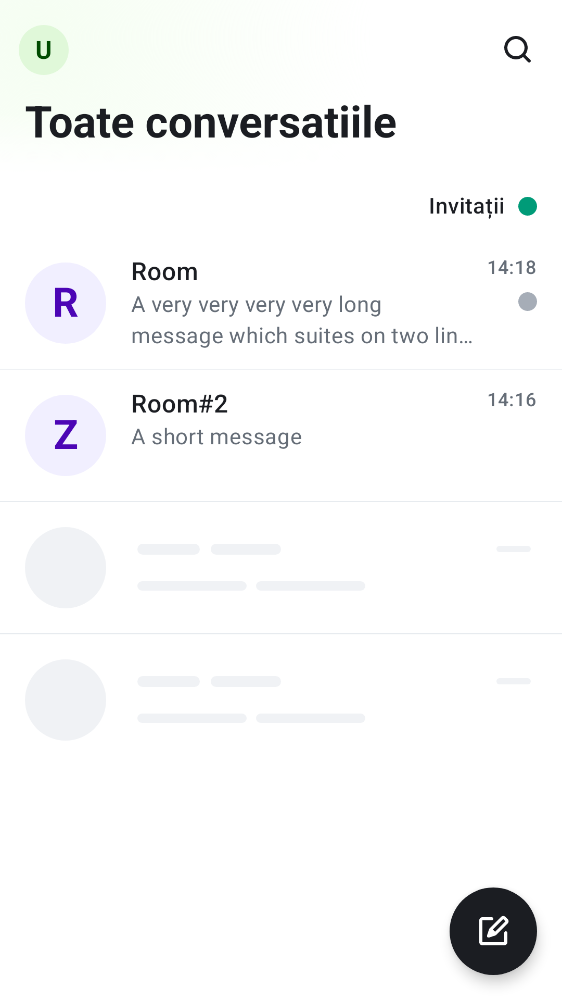 U
Toate conversatiile
Invitații
R
Room
14:18
A very very very very long
message which suites on two lin…
Z
Room#2
14:16
A short message